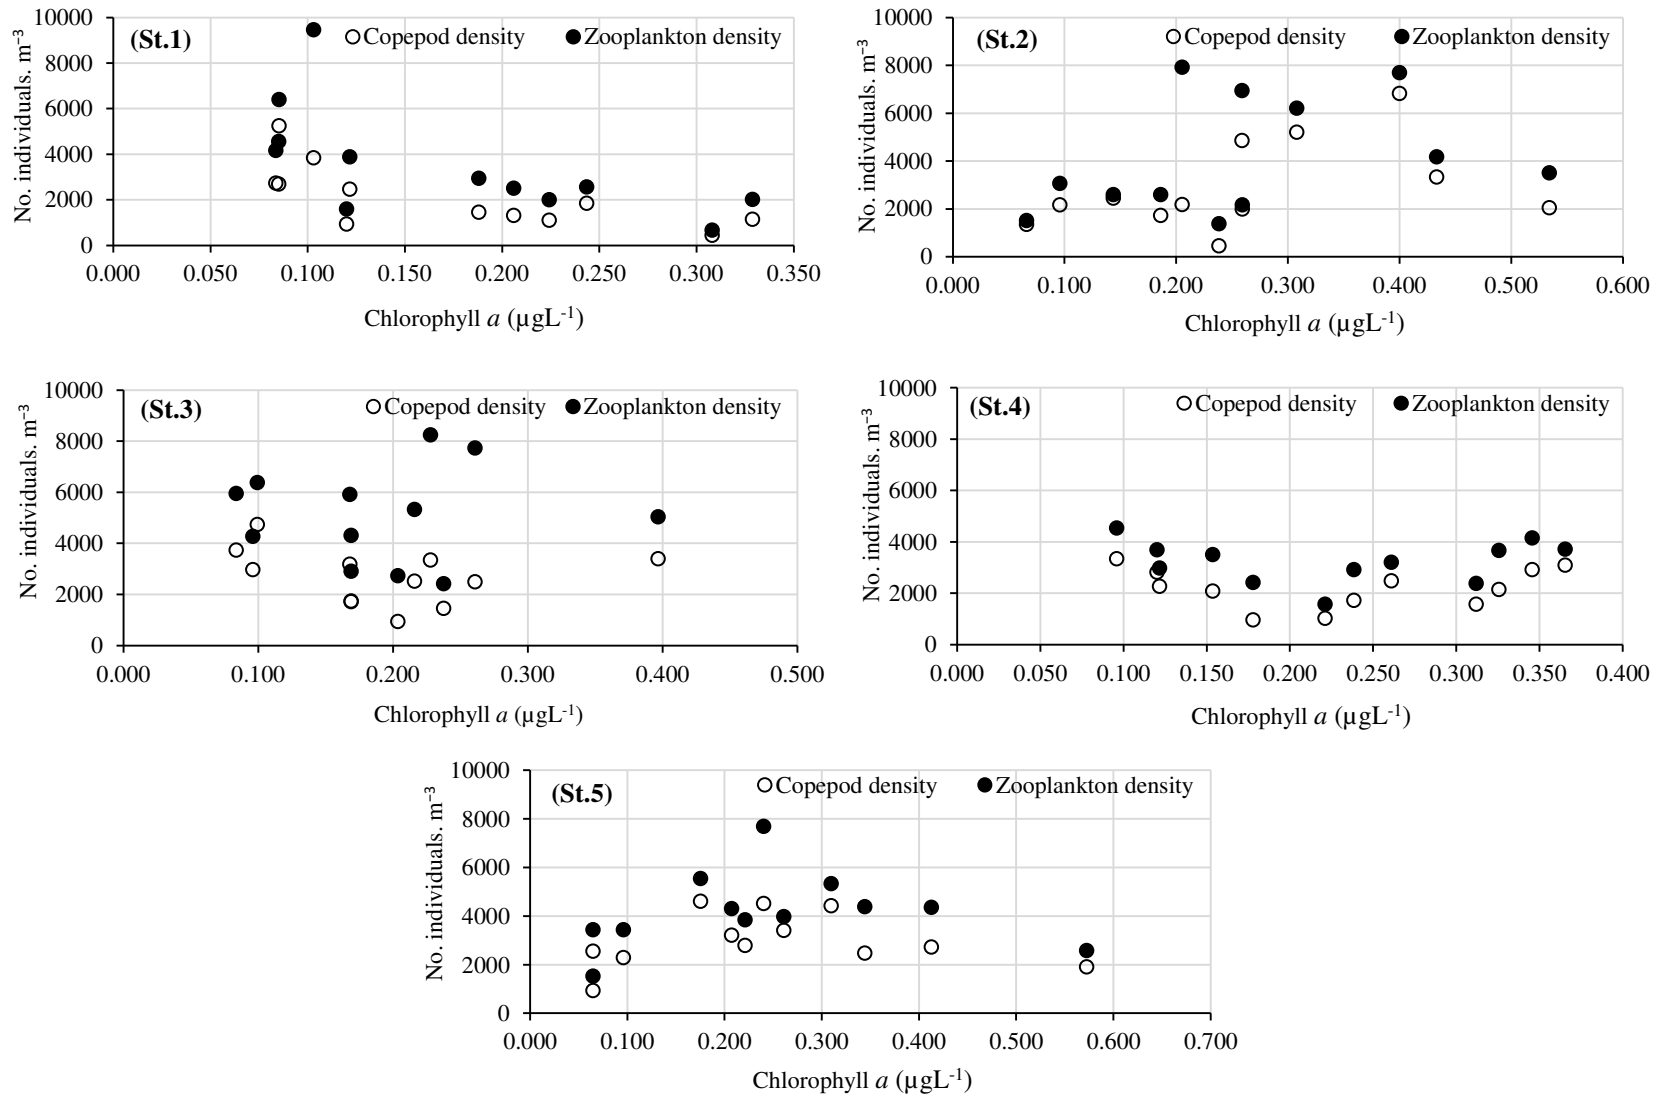 (St.1)
Copepod density
Zooplankton density
No. individuals. m⁻³
10000
8000
6000
4000
2000
0
0.000 0.050 0.100 0.150 0.200 0.250 0.300 0.350
Chlorophyll a (µgL⁻¹)
(St.2)
Copepod density
Zooplankton density
No. individuals. m⁻³
10000
8000
6000
4000
2000
0
0.000 0.100 0.200 0.300 0.400 0.500 0.600
Chlorophyll a (µgL⁻¹)
(St.3)
Copepod density
Zooplankton density
No. individuals. m⁻³
10000
8000
6000
4000
2000
0
0.000 0.100 0.200 0.300 0.400 0.500
Chlorophyll a (µgL⁻¹)
(St.4)
Copepod density
Zooplankton density
No. individuals. m⁻³
10000
8000
6000
4000
2000
0
0.000 0.050 0.100 0.150 0.200 0.250 0.300 0.350 0.400
Chlorophyll a (µgL⁻¹)
(St.5)
Copepod density
Zooplankton density
No. individuals. m⁻³
10000
8000
6000
4000
2000
0
0.000 0.100 0.200 0.300 0.400 0.500 0.600 0.700
Chlorophyll a (µgL⁻¹)